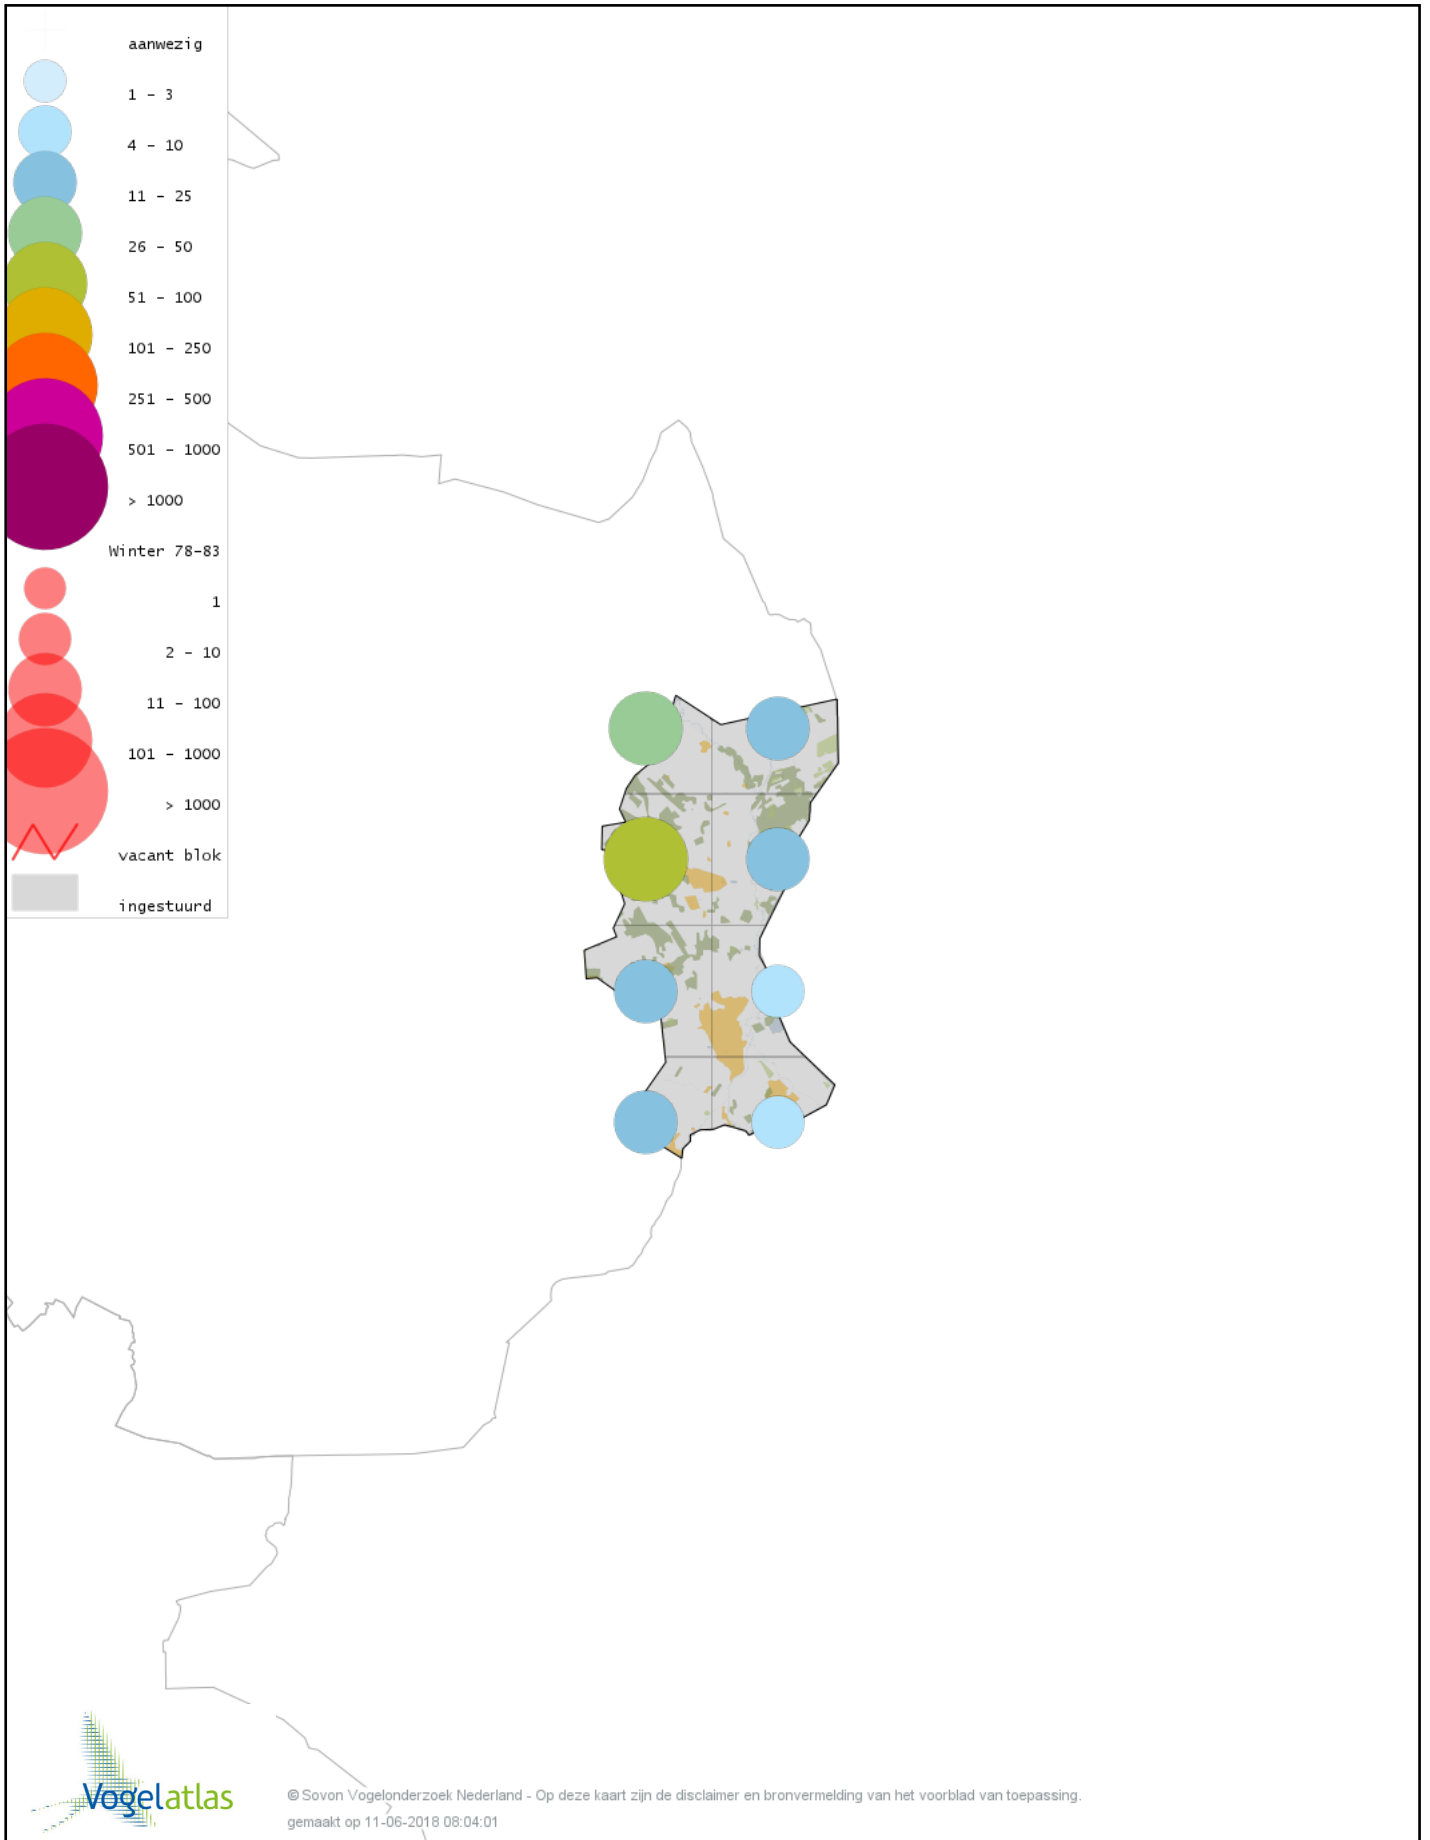 aanwezig
1 - 3
4 - 10
11 - 25
26 - 50
51 - 100
101 - 250
251 - 500
501 - 1000
> 1000
Winter 78-83
1
2 - 10
11 - 100
101 - 1000
> 1000
vacant blok
ingestuurd
Vogelatlas
© Sovon Vogelonderzoek Nederland - Op deze kaart zijn de disclaimer en bronvermelding van het voorblad van toepassing.
gemaakt op 11-06-2018 08:04:01